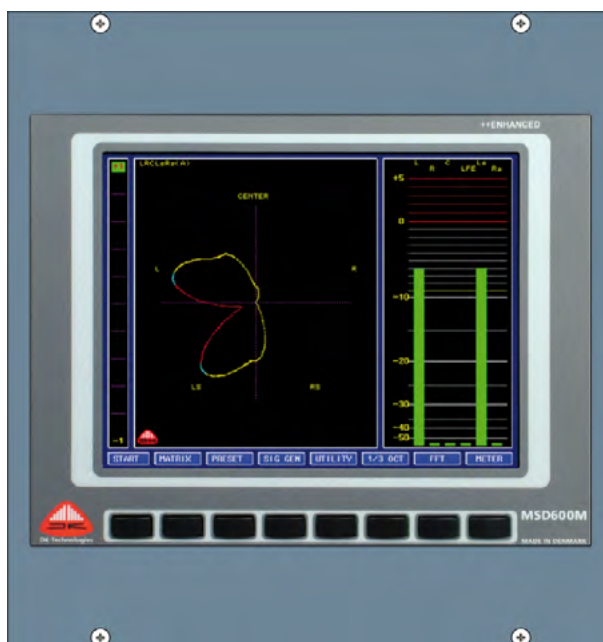 ++ENHANCED
LRCLsRs(A)
+1
CENTER
L
R
LS
RS
-1
L C Ls
R LFE Rs
+5
0
-10
-20
-30
-40
-50
START MATRIX PRESET SIG GEN UTILITY 1/3 OCT FFT METER
DK-Technologies
MSD600M
MADE IN DENMARK